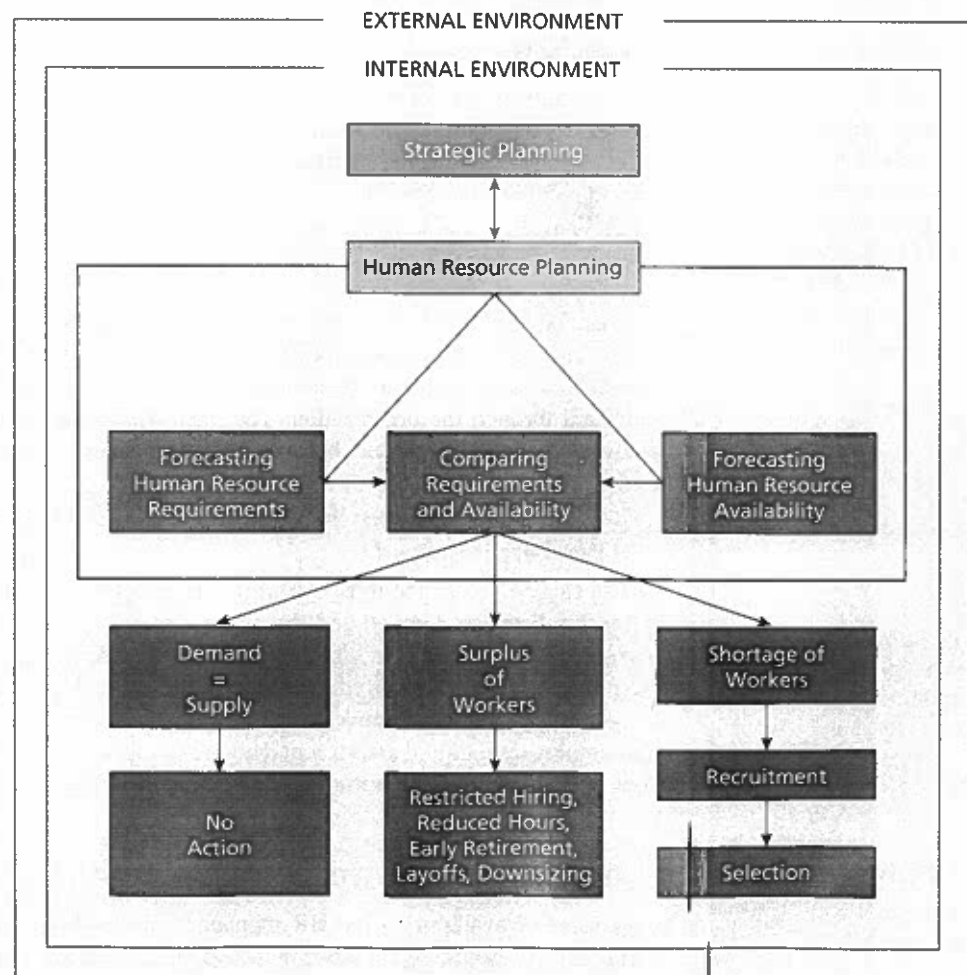 EXTERNAL ENVIRONMENT
INTERNAL ENVIRONMENT
Strategic Planning
Human Resource Planning
Forecasting
Human Resource
Requirements
Comparing
Requirements
and Availability
Forecasting
Human Resource
Availability
Demand
=
Supply
Surplus
of
Workers
Shortage of
Workers
No
Action
Restricted Hiring,
Reduced Hours,
Early Retirement,
Layoffs, Downsizing
Recruitment
Selection